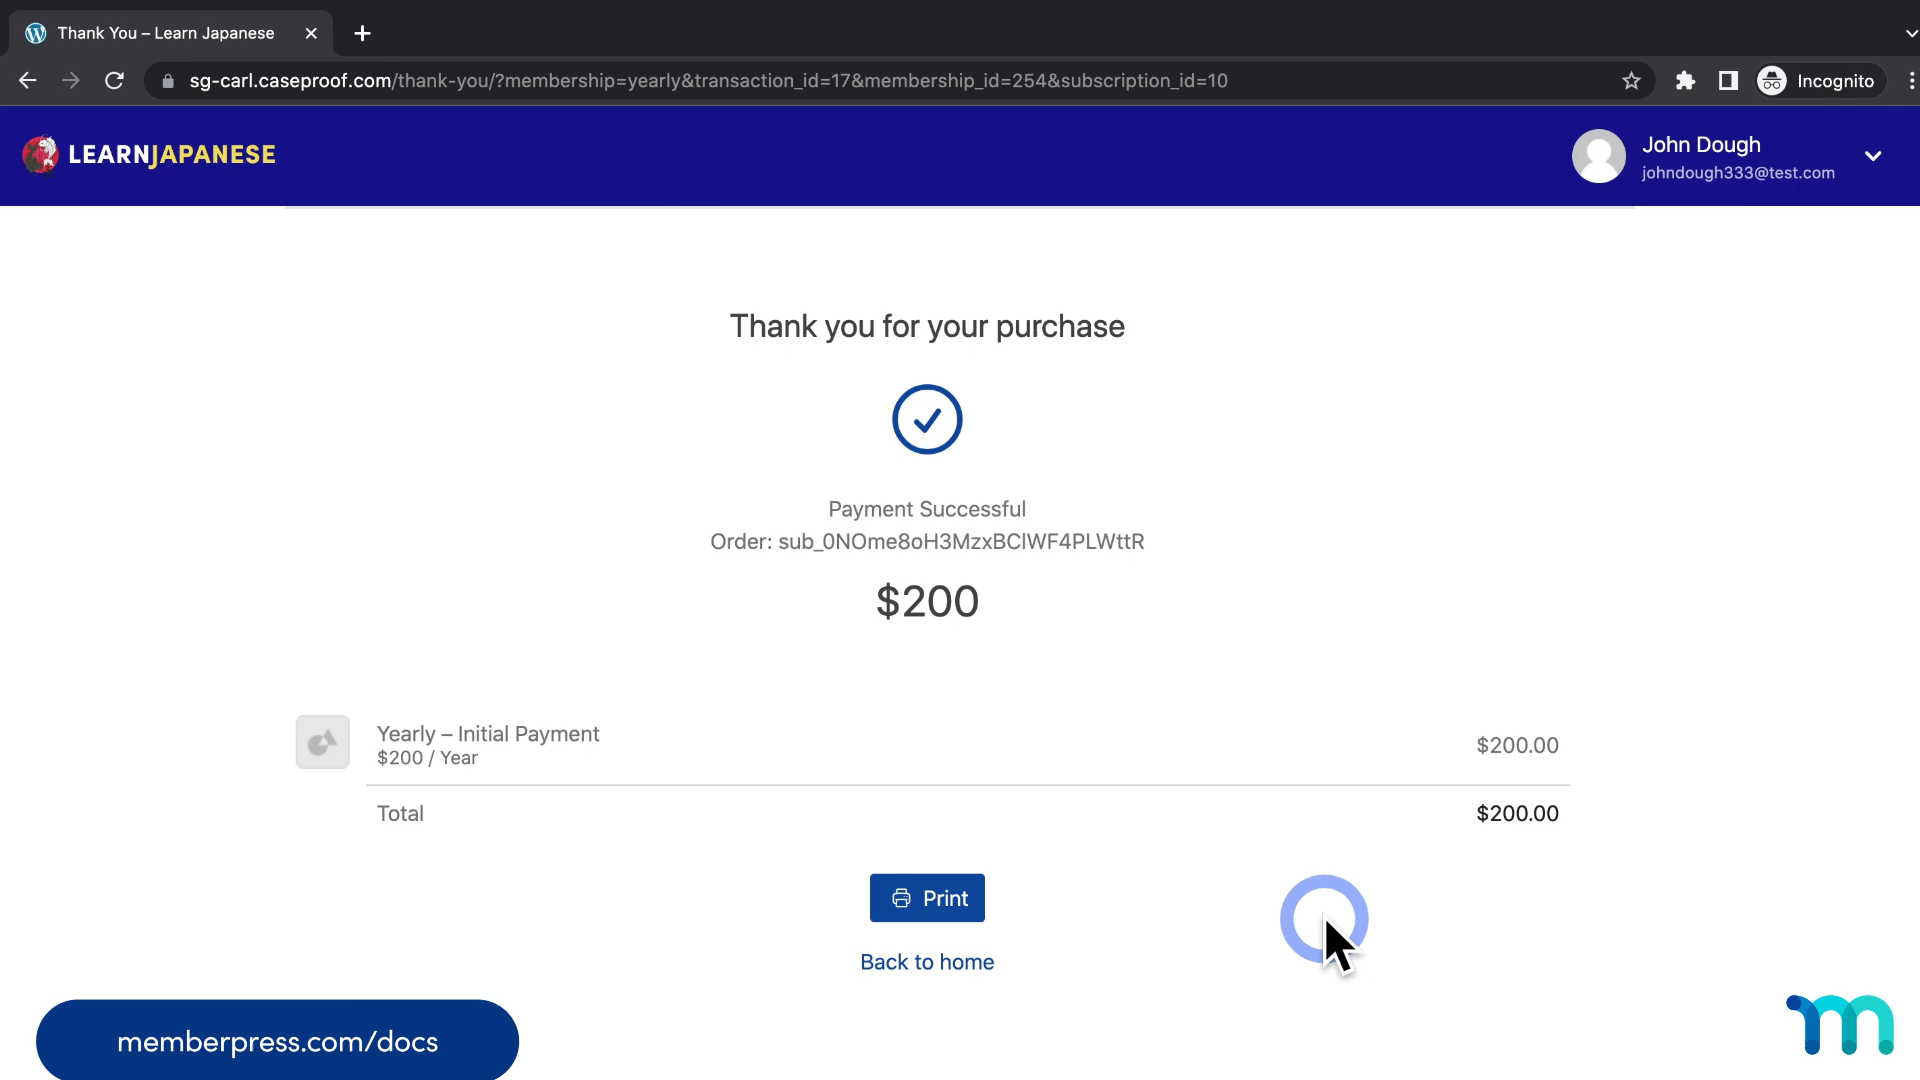 Thank You – Learn Japanese
sg-carl.caseproof.com/thank-you/?membership=yearly&transaction_id=17&membership_id=254&subscription_id=10
Incognito
LEARNJAPANESE
John Dough
johndough333@test.com
Thank you for your purchase
Payment Successful
Order: sub_0NOme8oH3MzxBClWF4PLWttR
$200
Yearly – Initial Payment
$200.00
$200 / Year
Total
$200.00
Print
Back to home
memberpress.com/docs
m